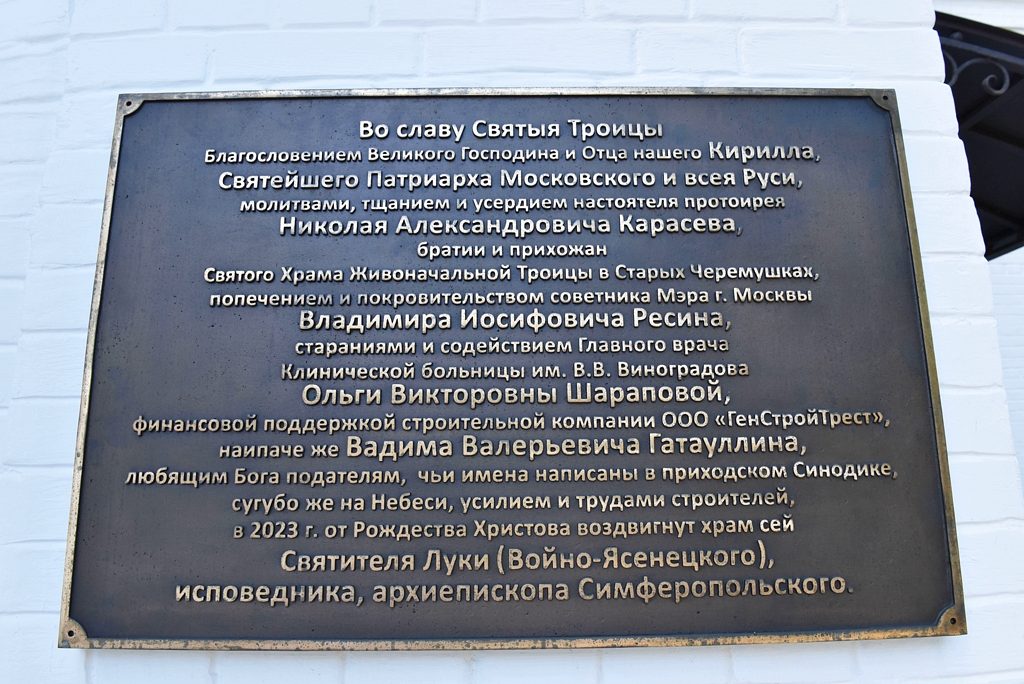 Во славу Святыя Троицы
Благословением Великого Господина и Отца нашего Кирилла,
Святейшего Патриарха Московского и всея Руси,
молитвами, тщанием и усердием настоятеля протоирея
Николая Александровича Карасева,
братии и прихожан
Святого Храма Живоначальной Троицы в Старых Черемушках,
попечением и покровительством советника Мэра г. Москвы
Владимира Иосифовича Ресина,
стараниями и содействием Главного врача
Клинической больницы им. В.В. Виноградова
Ольги Викторовны Шараповой,
финансовой поддержкой строительной компании ООО «ГенСтройТрест»,
наипаче же Вадима Валерьевича Гатауллина,
любящим Бога подателям, чьи имена написаны в приходском Синодике,
сугубо же на Небеси, усилием и трудами строителей,
в 2023 г. от Рождества Христова воздвигнут храм сей
Святителя Луки (Войно-Ясенецкого),
исповедника, архиепископа Симферопольского.